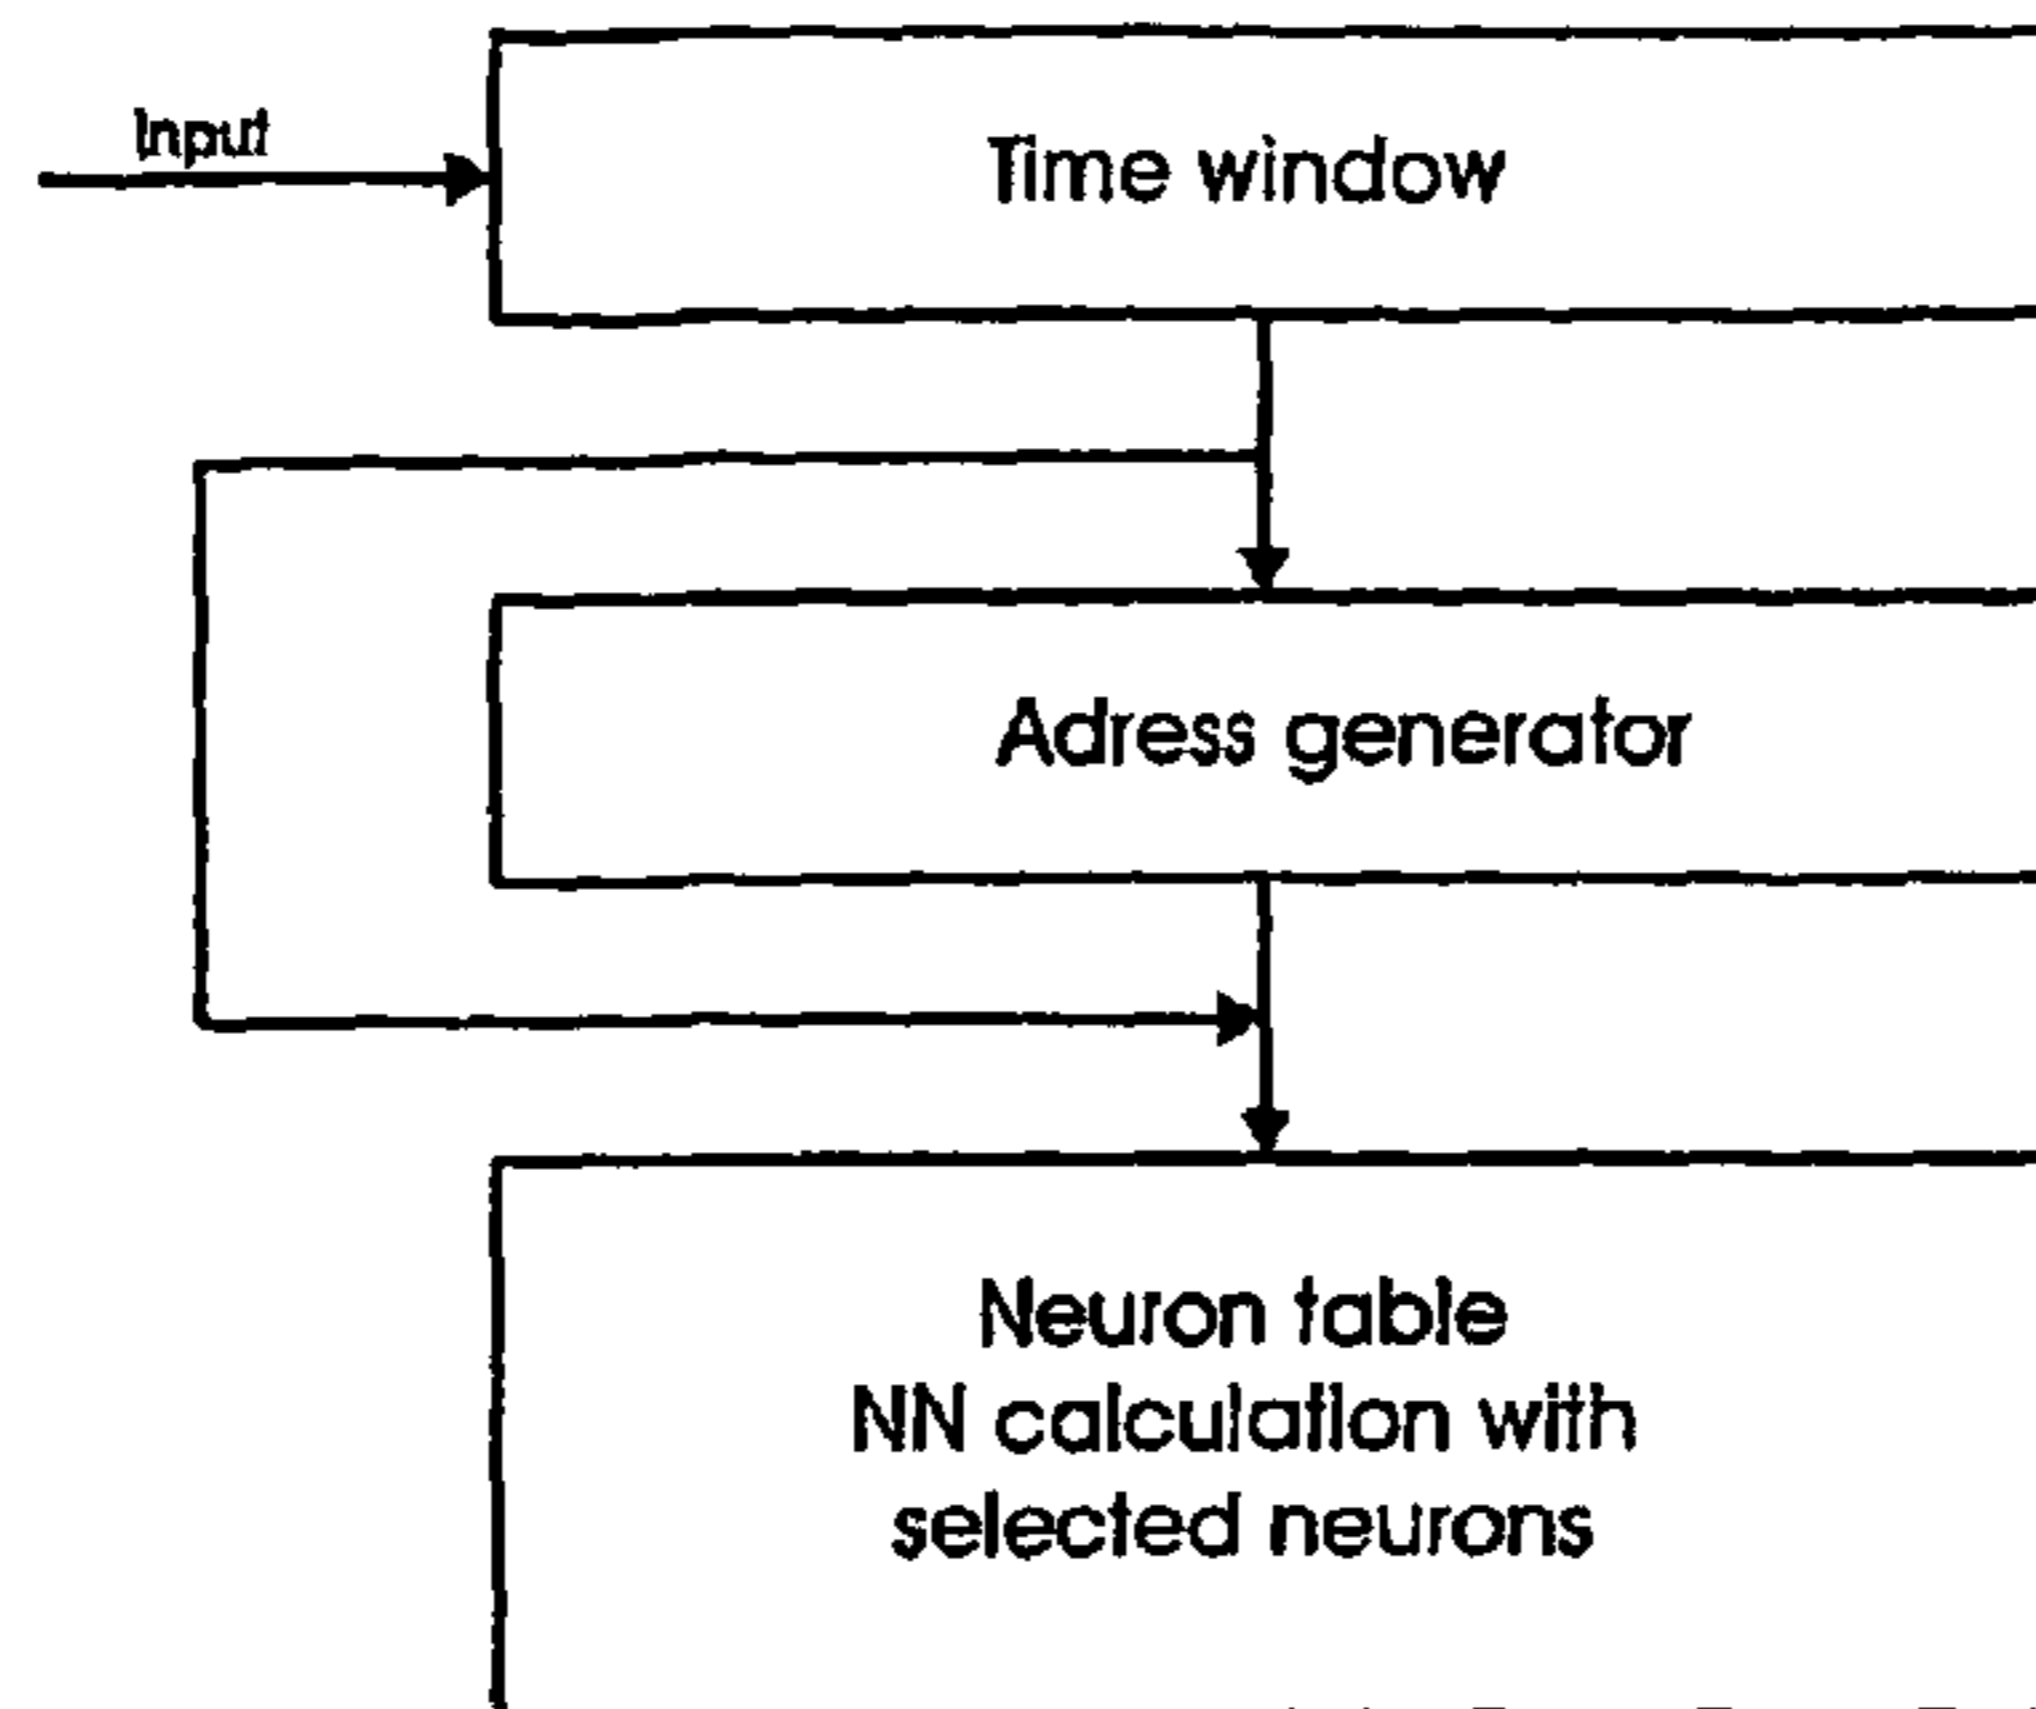 Input
Time window
Adress generator
Neuron table
NN calculation with
selected neurons